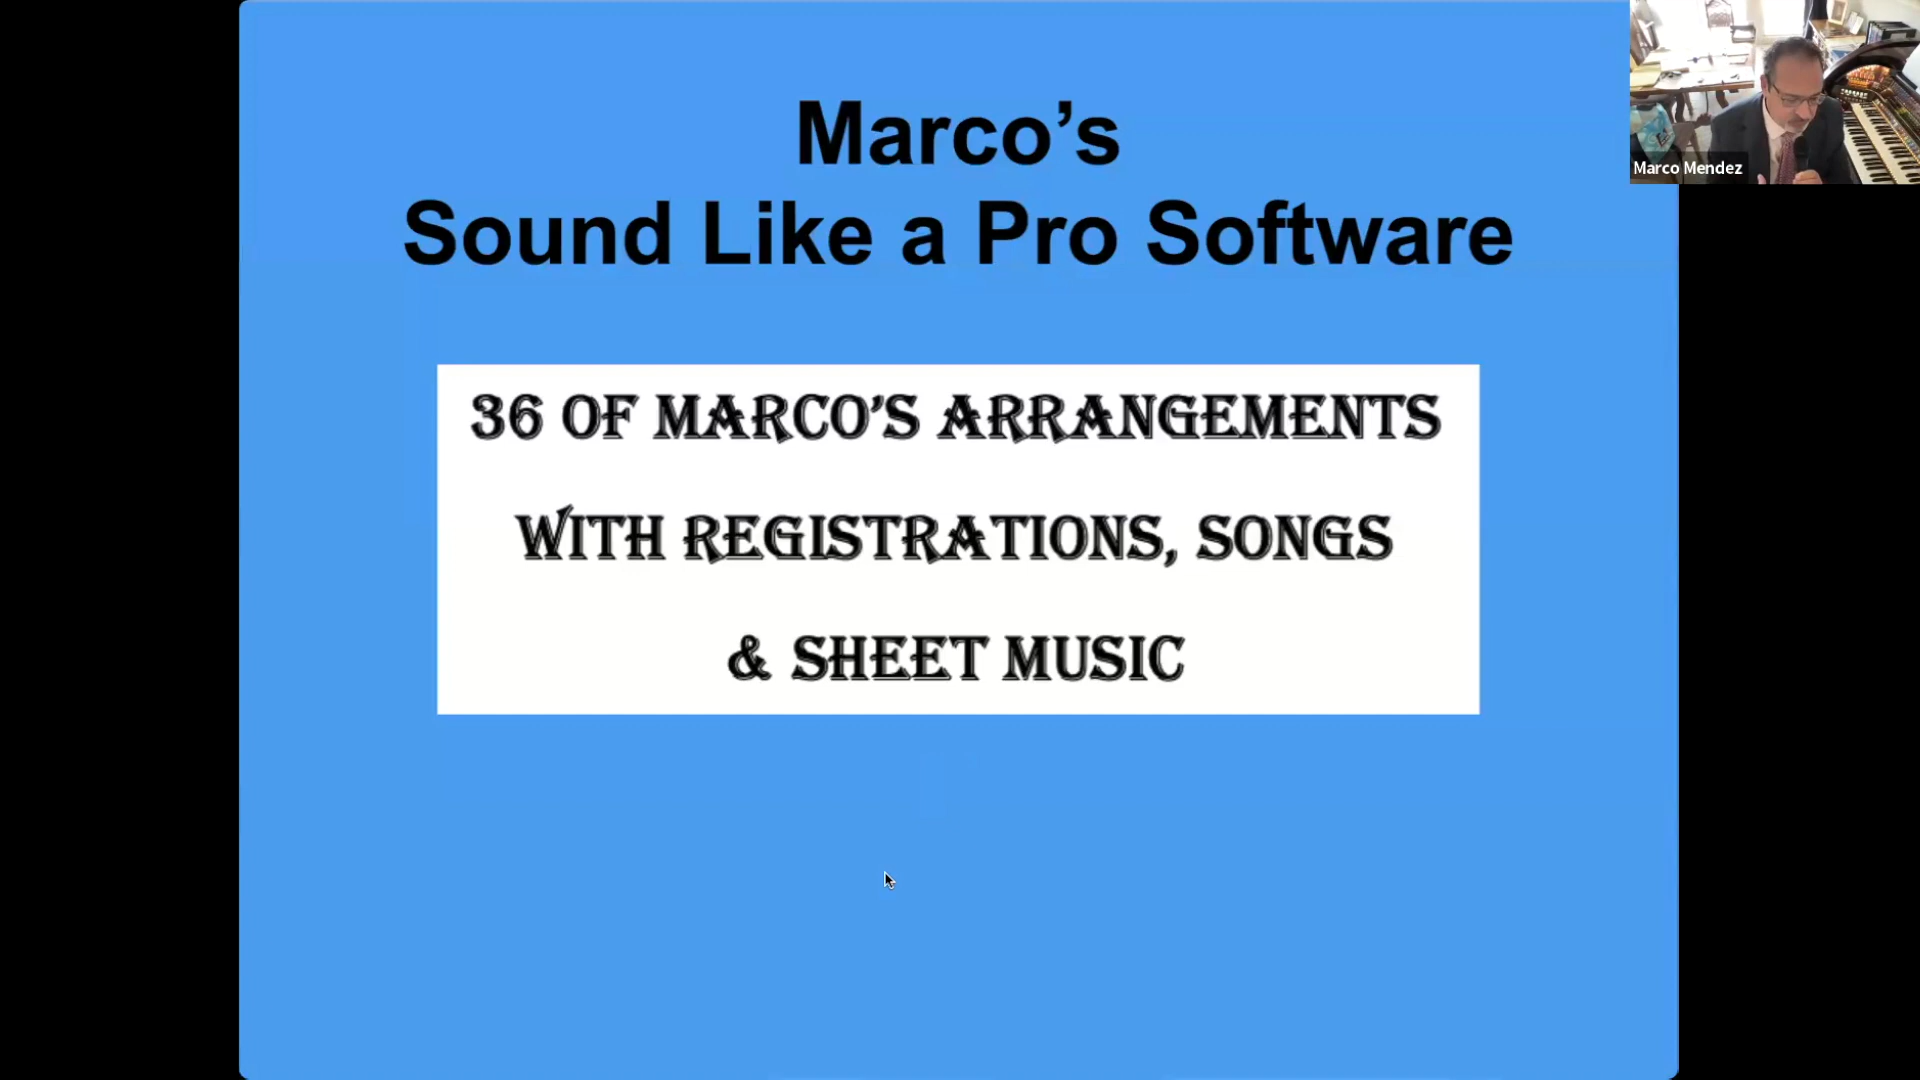 Marco’s
Sound Like a Pro Software
36 OF MARCO’S ARRANGEMENTS
WITH REGISTRATIONS, SONGS
& SHEET MUSIC
Marco Mendez